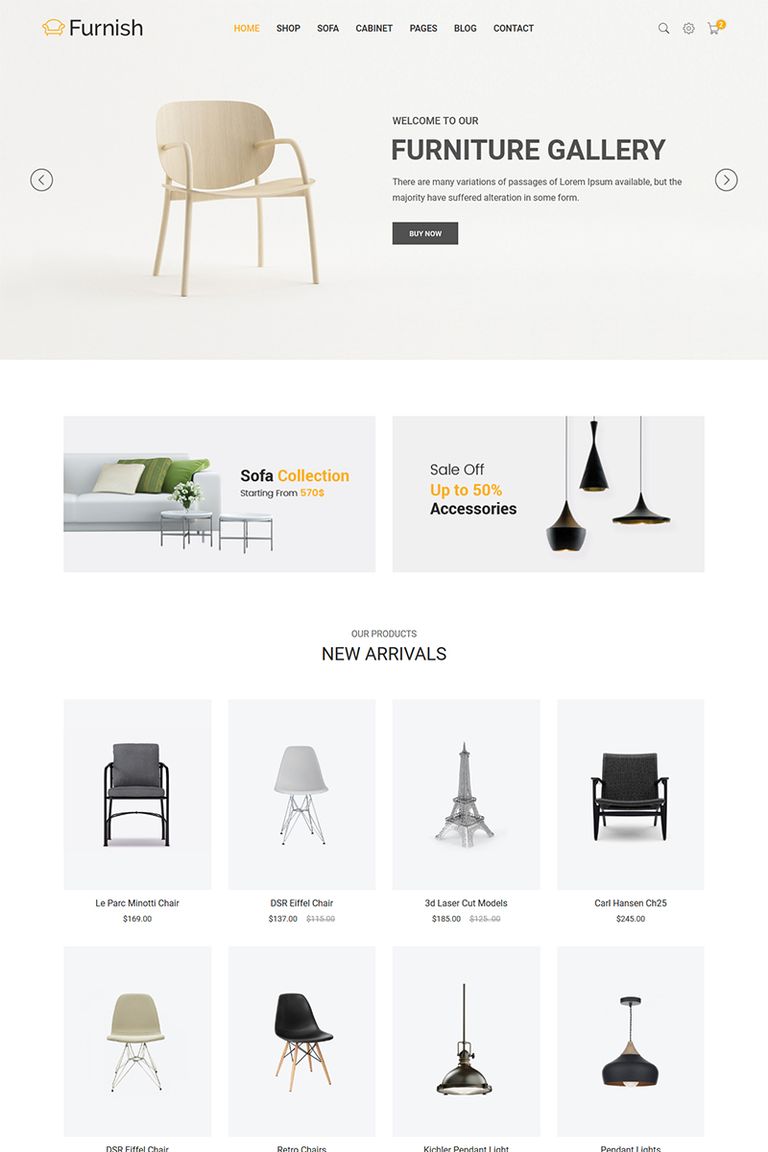 Furnish
HOME SHOP SOFA CABINET PAGES BLOG CONTACT
2
WELCOME TO OUR
FURNITURE GALLERY
There are many variations of passages of Lorem Ipsum available, but the
majority have suffered alteration in some form.
BUY NOW
Sofa Collection
Starting From 570$
Sale Off
Up to 50%
Accessories
OUR PRODUCTS
NEW ARRIVALS
Le Parc Minotti Chair
$169.00
DSR Eiffel Chair
$137.00 $115.00
3d Laser Cut Models
$185.00 $125.00
Carl Hansen Ch25
$245.00
DSR Eiffel Chair
Retro Chairs
Kichler Pendant Light
Pendant Lights